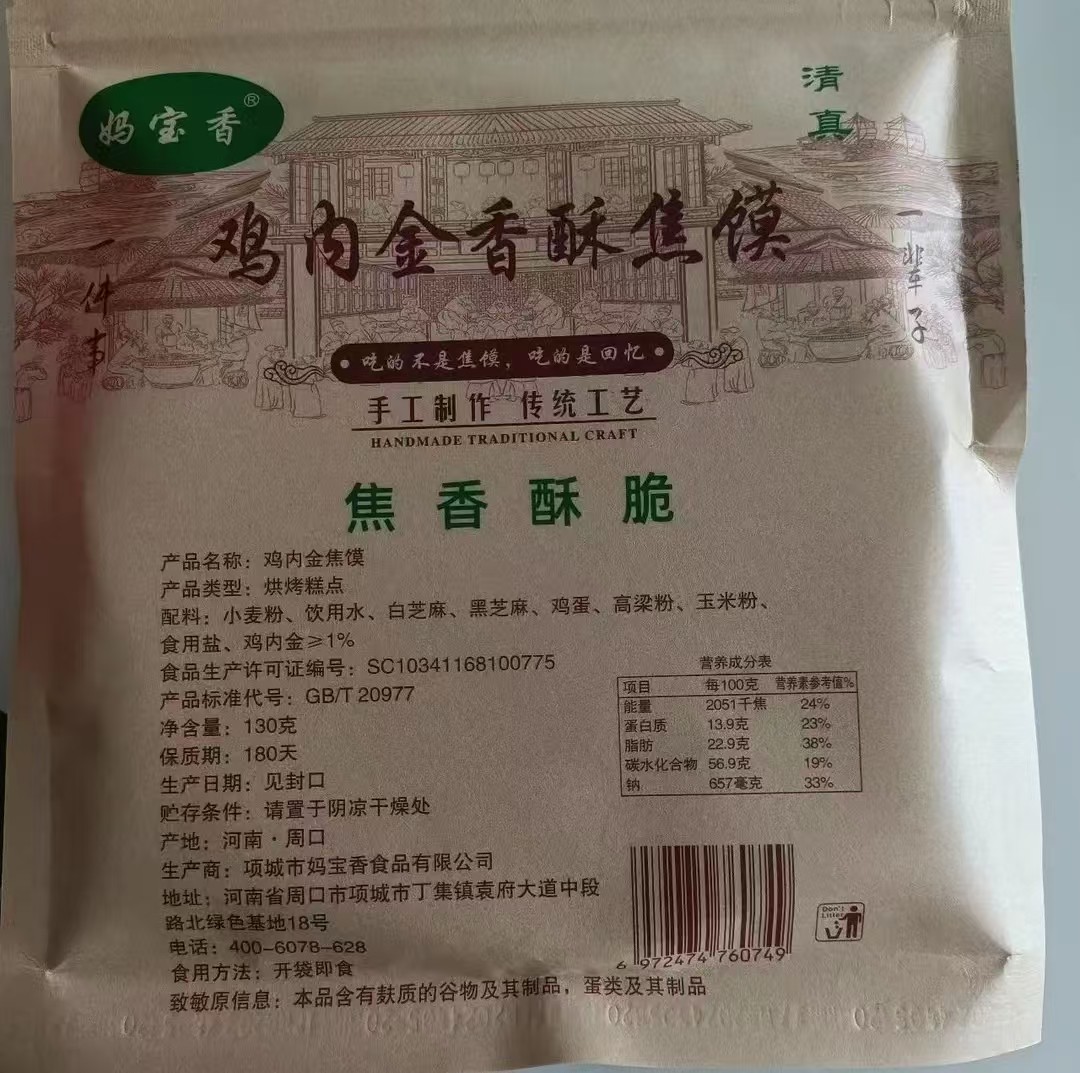 妈宝香®
清真
鸡内金香酥焦馍
一件事
一辈子
·吃的不是焦馍，吃的是回忆·
手工制作 传统工艺
HANDMADE TRADITIONAL CRAFT
焦香酥脆
产品名称：鸡内金焦馍
产品类型：烘烤糕点
配料：小麦粉、饮用水、白芝麻、黑芝麻、鸡蛋、高粱粉、玉米粉、
食用盐、鸡内金≥1%
食品生产许可证编号：SC10341168100775
产品标准代号：GB/T 20977
净含量：130克
保质期：180天
生产日期：见封口
贮存条件：请置于阴凉干燥处
产地：河南·周口
生产商：项城市妈宝香食品有限公司
地址：河南省周口市项城市丁集镇袁府大道中段
路北绿色基地18号
电话：400-6078-628
食用方法：开袋即食
致敏原信息：本品含有麸质的谷物及其制品，蛋类及其制品
营养成分表
项目 每100克 营养素参考值%
能量 2051千焦 24%
蛋白质 13.9克 23%
脂肪 22.9克 38%
碳水化合物 56.9克 19%
钠 657毫克 33%
6 972474 760749
Don't
Litter